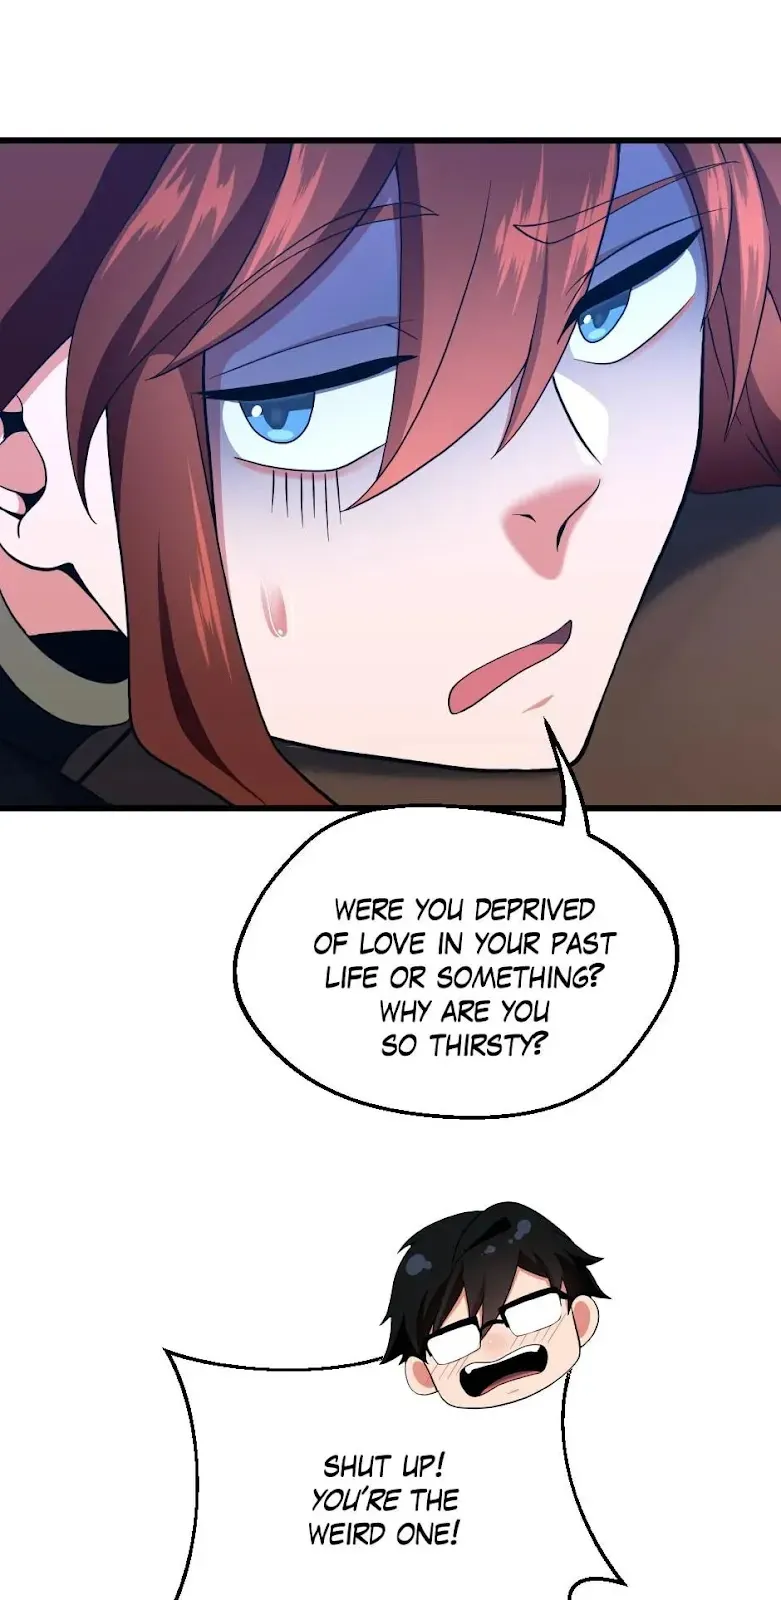 WERE YOU DEPRIVED
OF LOVE IN YOUR PAST
LIFE OR SOMETHING?
WHY ARE YOU
SO THIRSTY?
SHUT UP!
YOU'RE THE
WEIRD ONE!